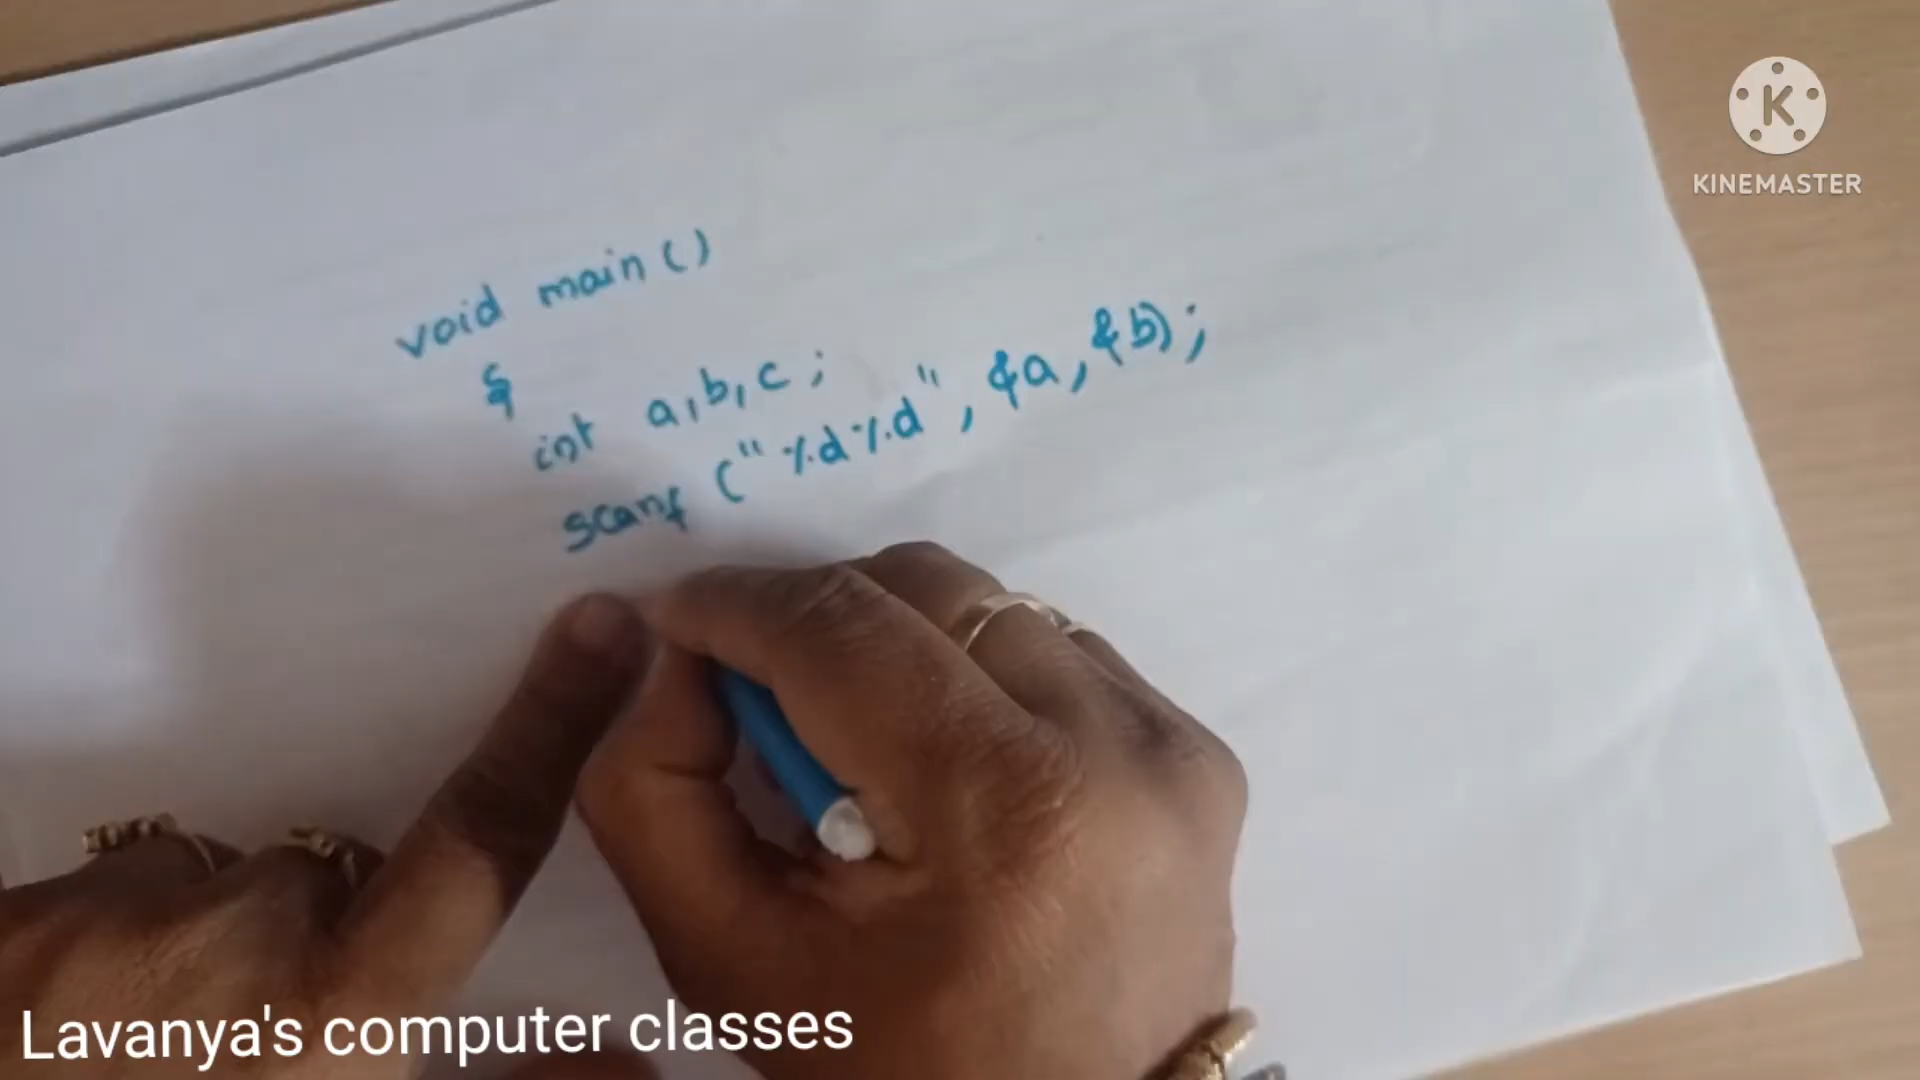 void main()
{
int a,b,c;
scanf ("%d%d", &a, &b);
KINEMASTER
Lavanya's computer classes